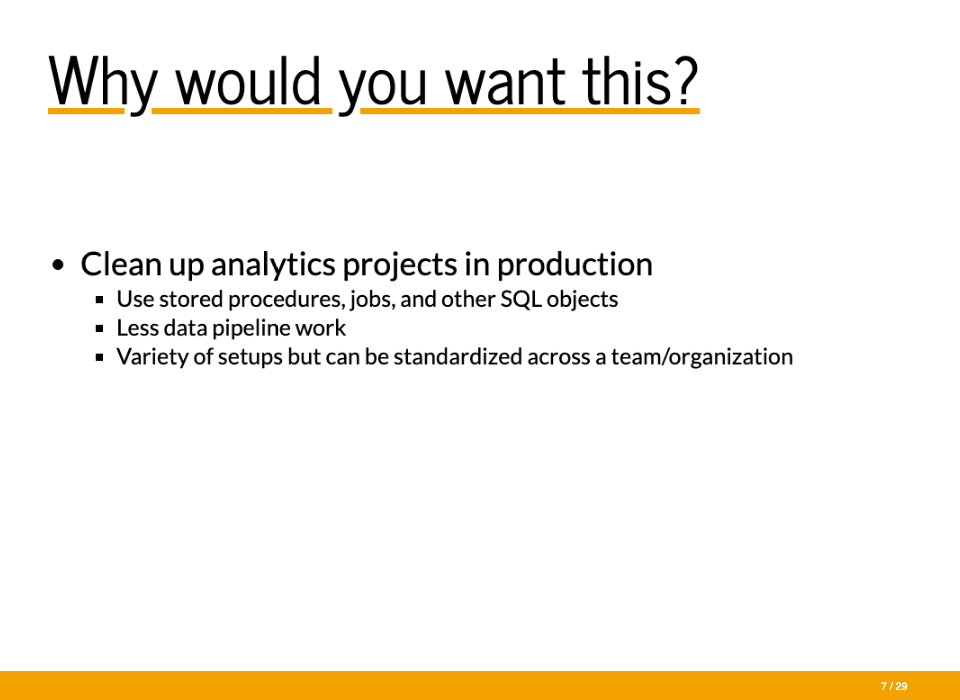 Why would you want this?
• Clean up analytics projects in production
▪ Use stored procedures, jobs, and other SQL objects
▪ Less data pipeline work
▪ Variety of setups but can be standardized across a team/organization
7 / 29